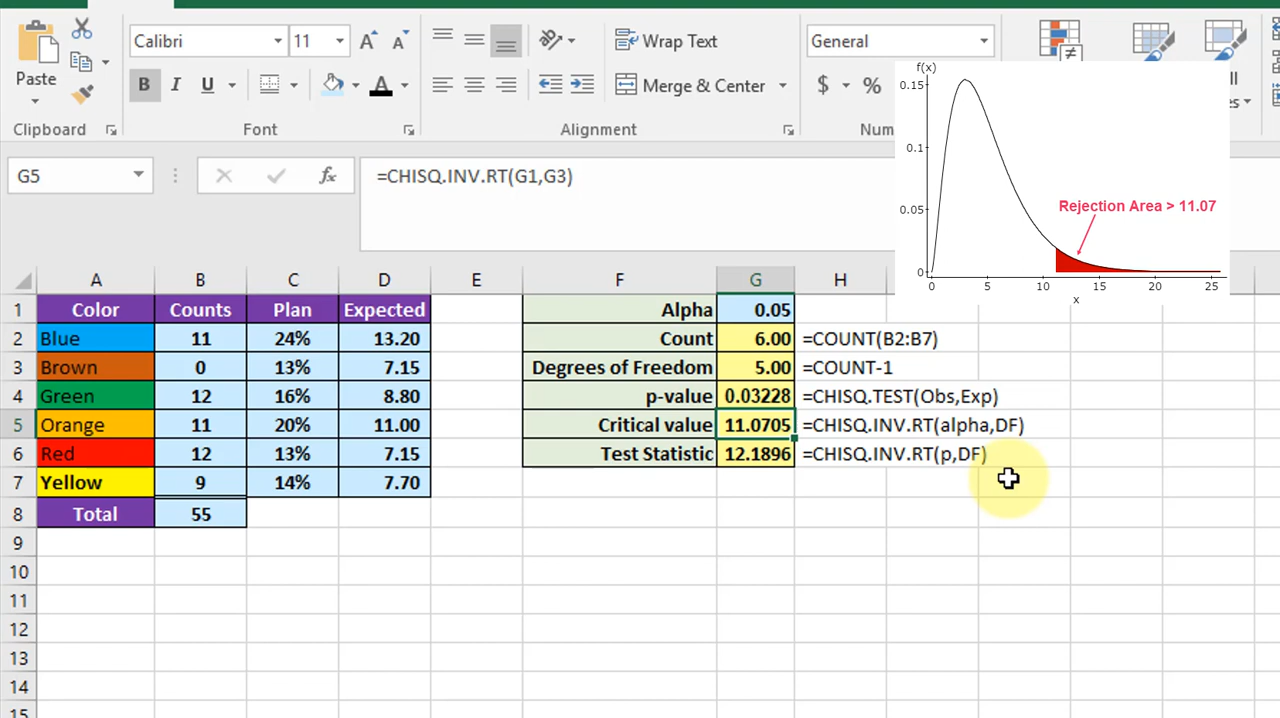 Paste
Calibri 11
B I U
Wrap Text
Merge & Center
General
$ %
Clipboard Font Alignment
G5 fx =CHISQ.INV.RT(G1,G3)
f(x)
0.15
0.1
0.05
0
Rejection Area > 11.07
0 5 10 15 20 25
x
A B C D E F G H
1 Color Counts Plan Expected Alpha 0.05
2 Blue 11 24% 13.20 Count 6.00 =COUNT(B2:B7)
3 Brown 0 13% 7.15 Degrees of Freedom 5.00 =COUNT-1
4 Green 12 16% 8.80 p-value 0.03228 =CHISQ.TEST(Obs,Exp)
5 Orange 11 20% 11.00 Critical value 11.0705 =CHISQ.INV.RT(alpha,DF)
6 Red 12 13% 7.15 Test Statistic 12.1896 =CHISQ.INV.RT(p,DF)
7 Yellow 9 14% 7.70
8 Total 55
9
10
11
12
13
14
15